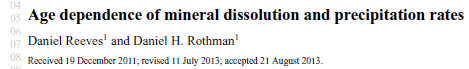 04
05
06
07
08
09
Age dependence of mineral dissolution and precipitation rates
Daniel Reeves1 and Daniel H. Rothman1
Received 19 December 2011; revised 11 July 2013; accepted 21 August 2013.